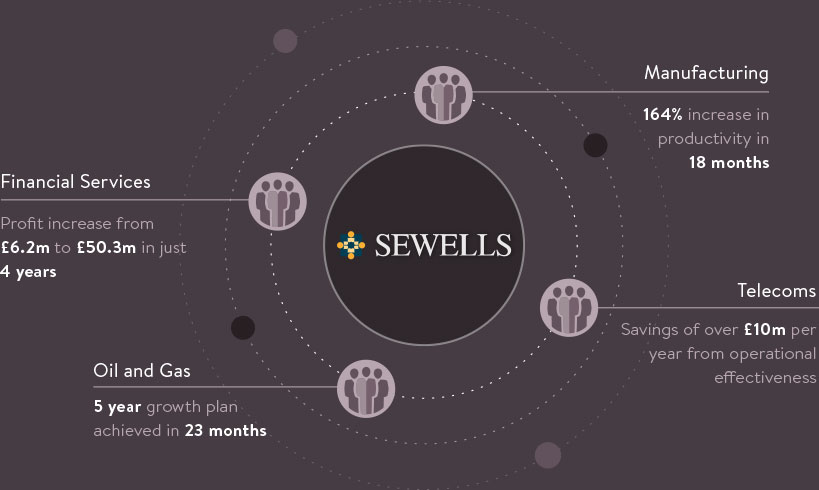 Manufacturing
164% increase in
productivity in
18 months
Financial Services
Profit increase from
£6.2m to £50.3m in just
4 years
SEWELLS
Telecoms
Savings of over £10m per
year from operational
effectiveness
Oil and Gas
5 year growth plan
achieved in 23 months